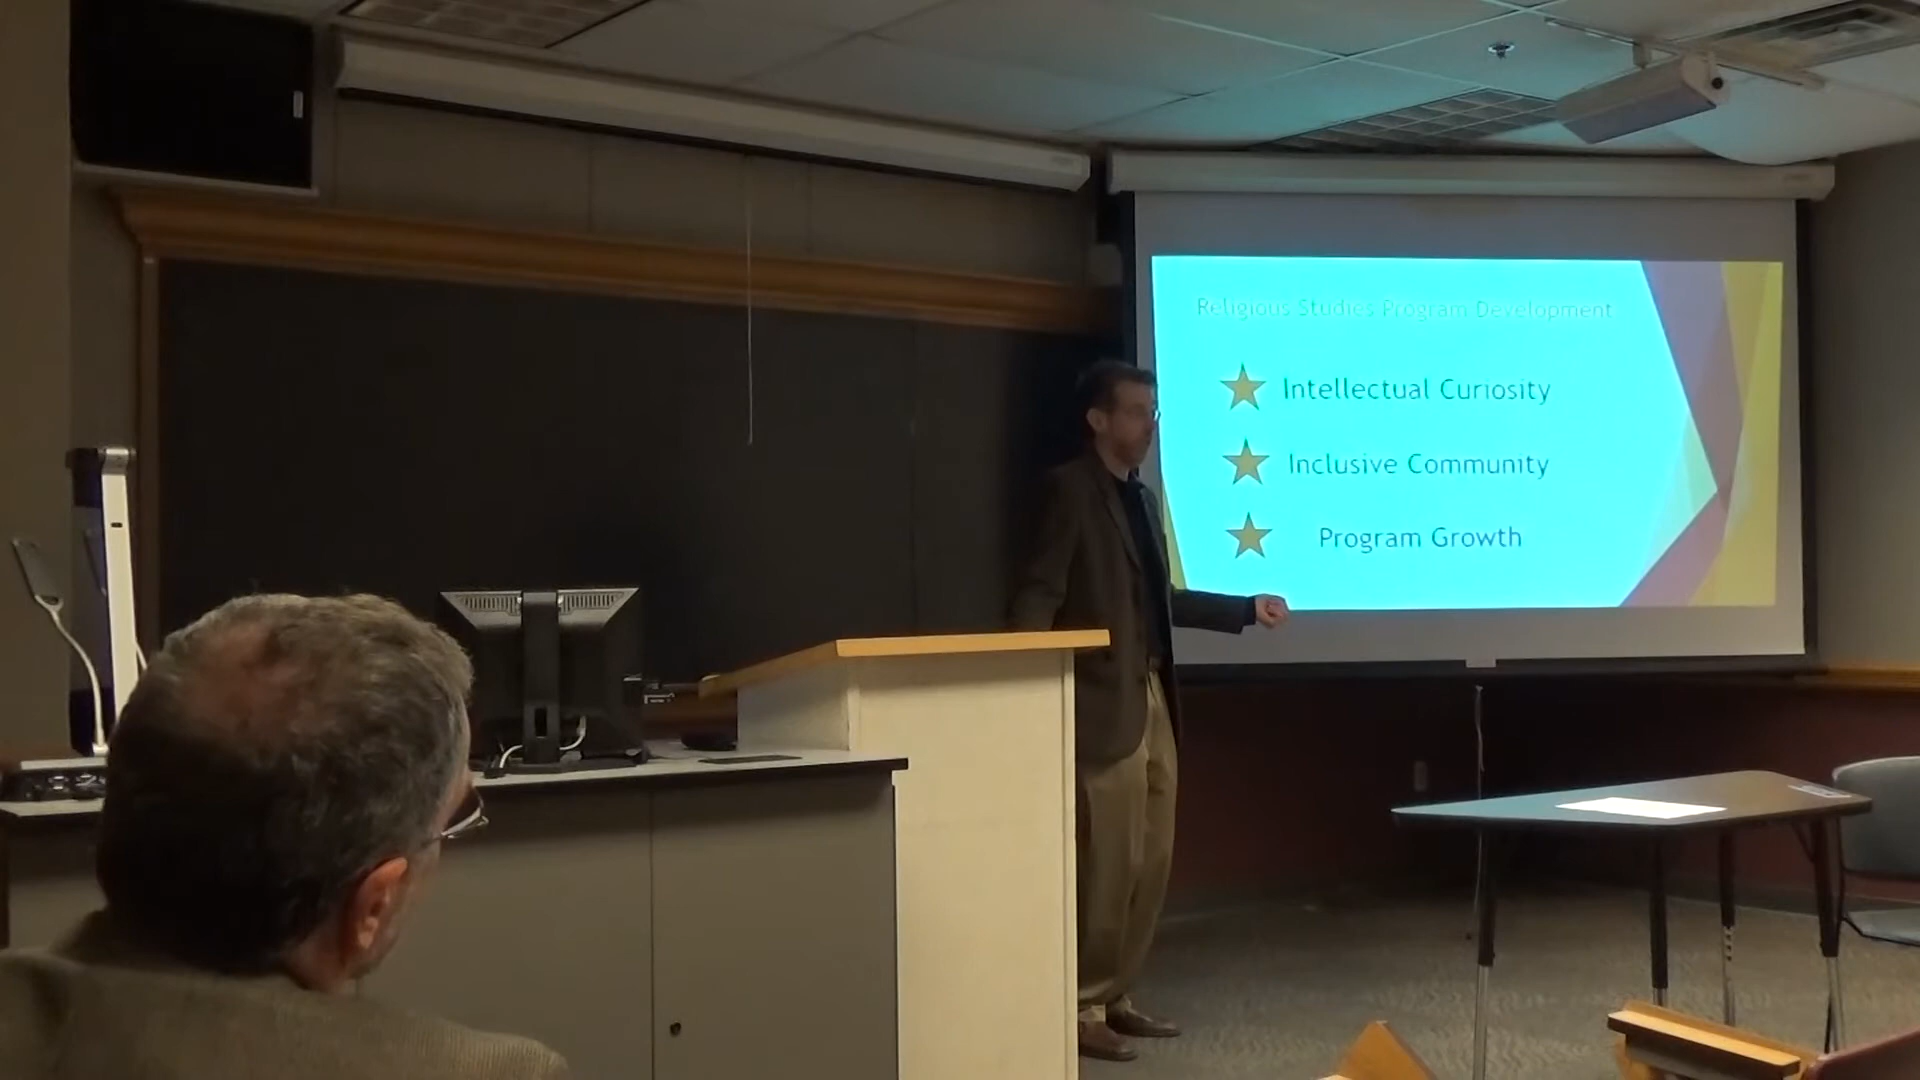 Religious Studies Program Development
Intellectual Curiosity
Inclusive Community
Program Growth